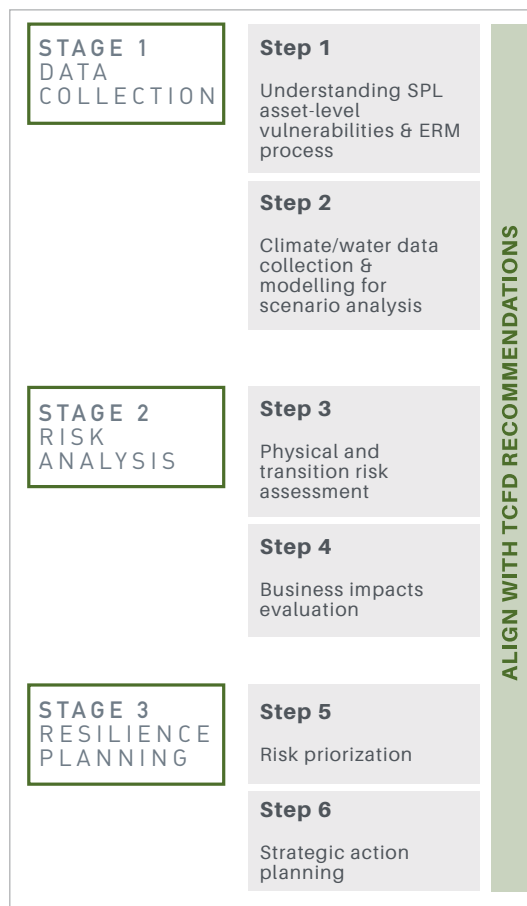 STAGE 1
DATA
COLLECTION
Step 1
Understanding SPL
asset-level
vulnerabilities & ERM
process
Step 2
Climate/water data
collection &
modelling for
scenario analysis
STAGE 2
RISK
ANALYSIS
Step 3
Physical and
transition risk
assessment
Step 4
Business impacts
evaluation
STAGE 3
RESILIENCE
PLANNING
Step 5
Risk priorization
Step 6
Strategic action
planning
ALIGN WITH TCFD RECOMMENDATIONS